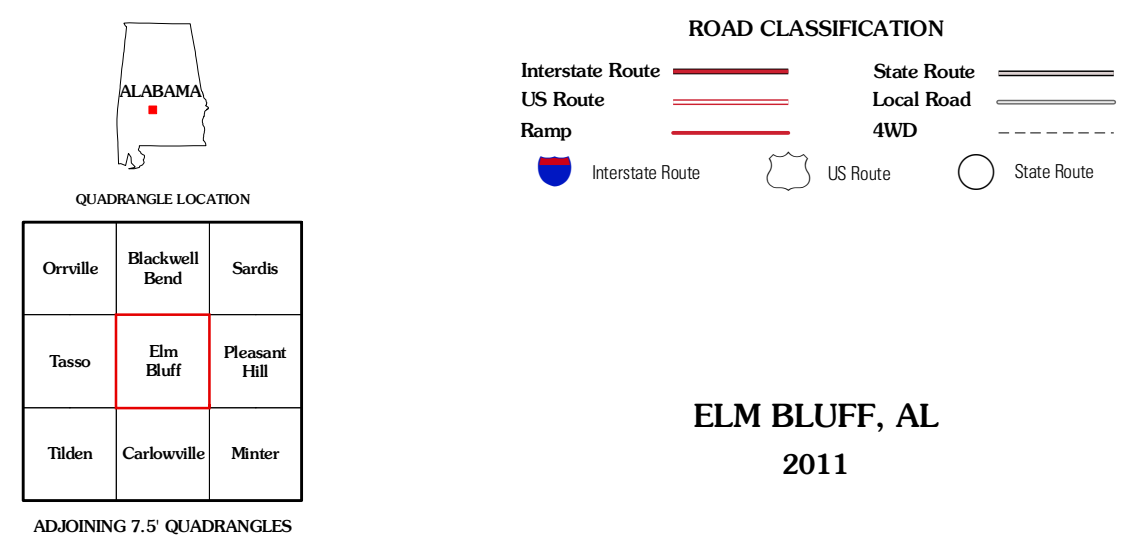 ALABAMA
QUADRANGLE LOCATION
Orrville
Blackwell
Bend
Sardis
Tasso
Elm
Bluff
Pleasant
Hill
Tilden
Carlowville
Minter
ADJOINING 7.5' QUADRANGLES
ROAD CLASSIFICATION
Interstate Route
State Route
US Route
Local Road
Ramp
4WD
Interstate Route
US Route
State Route
ELM BLUFF, AL
2011